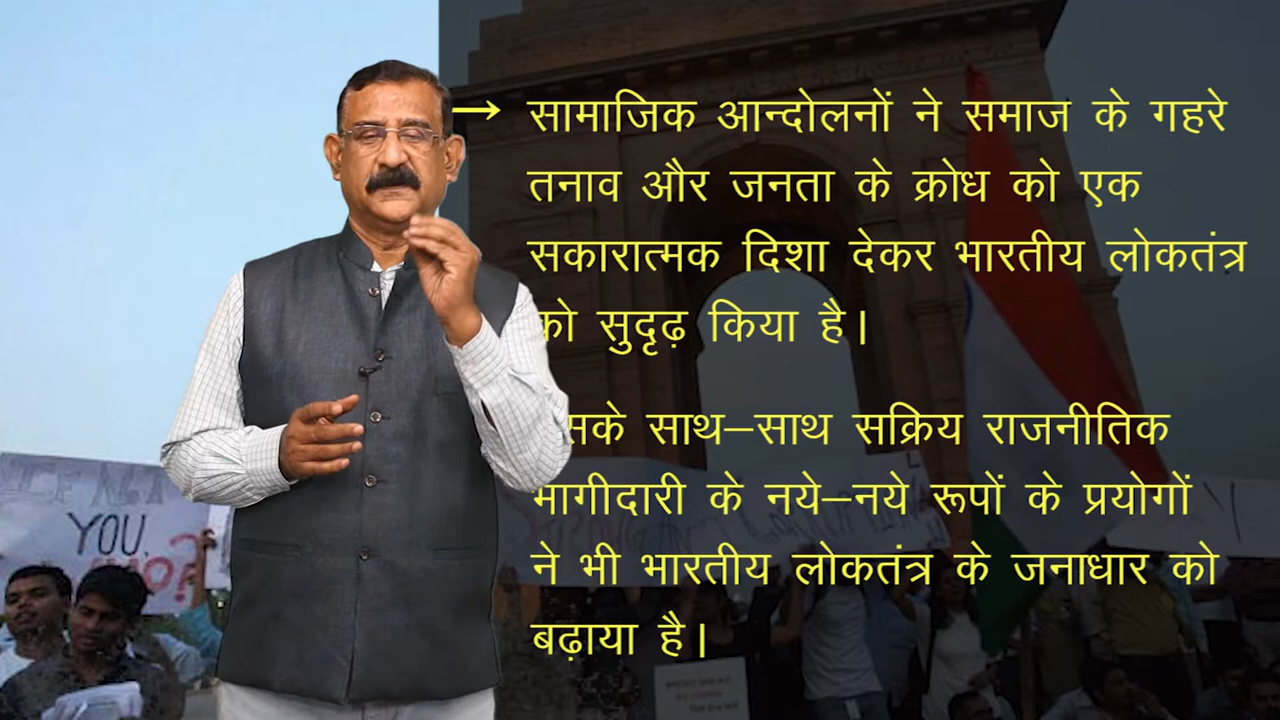 → सामाजिक आन्दोलनों ने समाज के गहरे
तनाव और जनता के क्रोध को एक
सकारात्मक दिशा देकर भारतीय लोकतंत्र
को सुदृढ़ किया है।
साथ–साथ सक्रिय राजनीतिक
भागीदारी के नये–नये रूपों के प्रयोगों
ने भी भारतीय लोकतंत्र के जनाधार को
बढ़ाया है।
YOU.